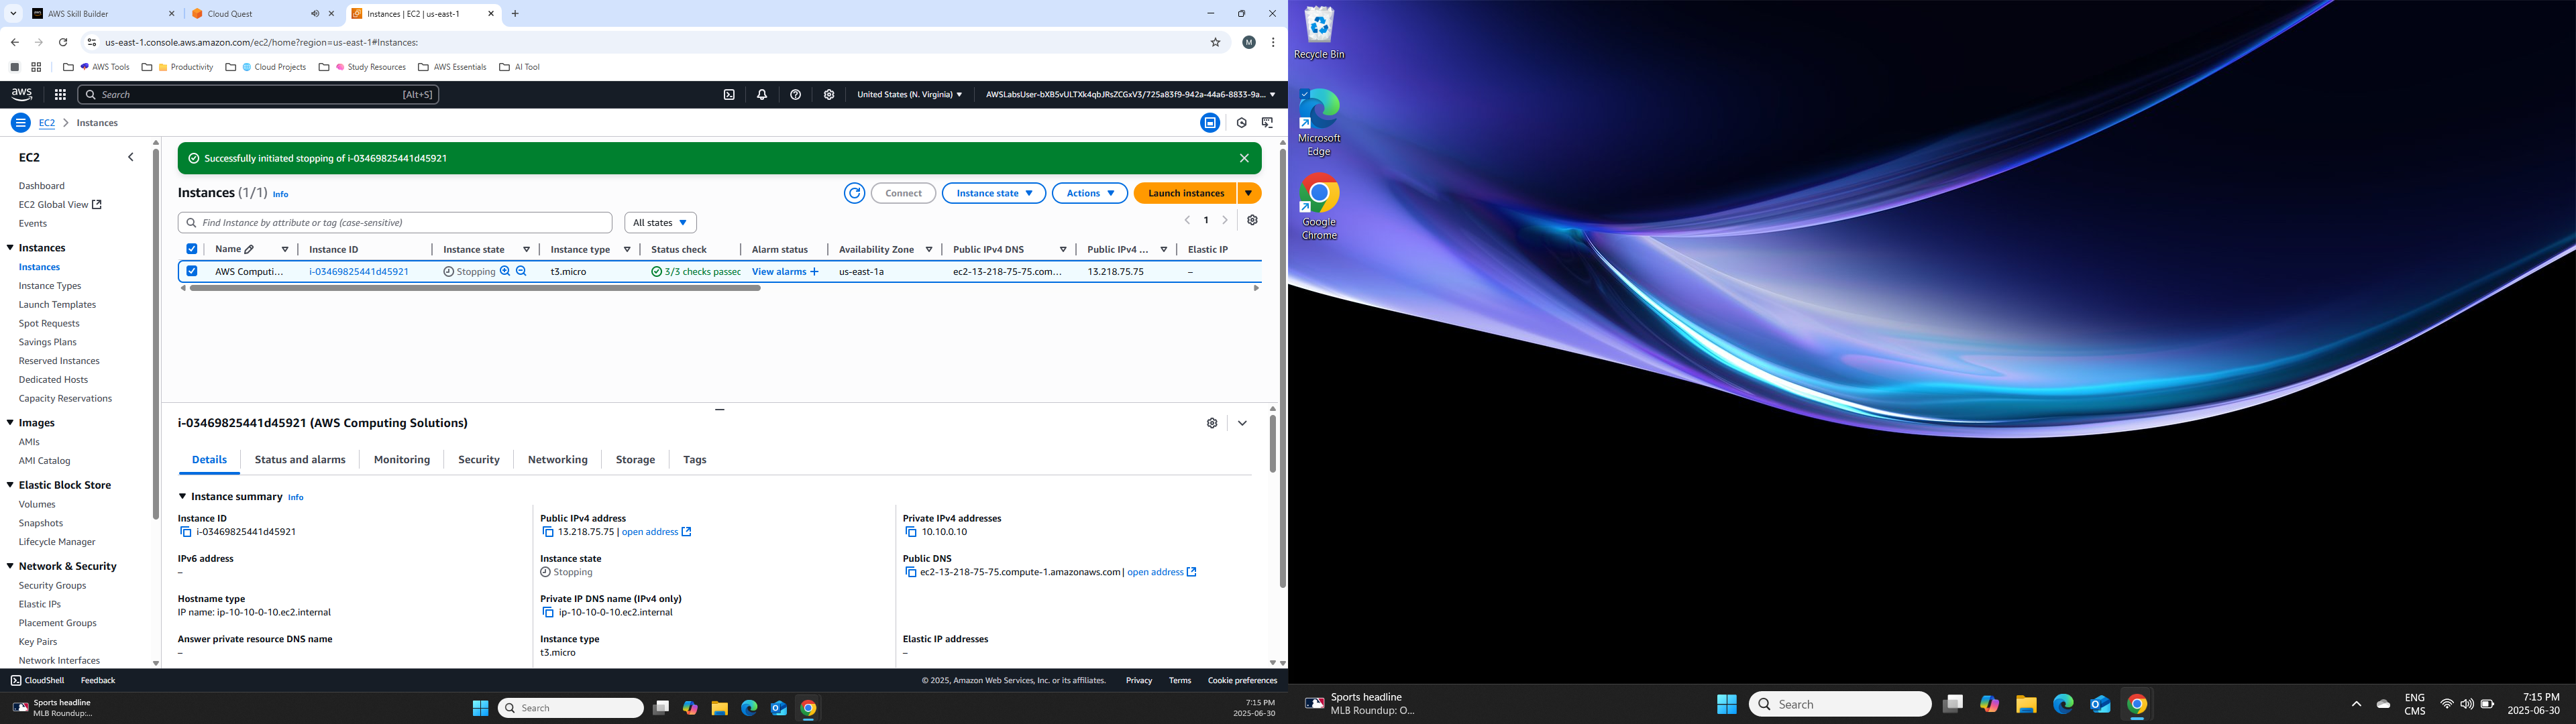 AWS Skill Builder
Cloud Quest
Instances | EC2 | us-east-1
us-east-1.console.aws.amazon.com/ec2/home?region=us-east-1#Instances:
M
AWS Tools
Productivity
Cloud Projects
Study Resources
AWS Essentials
AI Tool
aws
Search
[Alt+S]
United States (N. Virginia)
AWSLabsUser-bXB5vULTXk4qbJRsZCGxV3/725a83f9-942a-44a6-8833-9a...
EC2
Instances
EC2
Dashboard
EC2 Global View
Events
Instances
Instances
Instance Types
Launch Templates
Spot Requests
Savings Plans
Reserved Instances
Dedicated Hosts
Capacity Reservations
Images
AMIs
AMI Catalog
Elastic Block Store
Volumes
Snapshots
Lifecycle Manager
Network & Security
Security Groups
Elastic IPs
Placement Groups
Key Pairs
Network Interfaces
Successfully initiated stopping of i-03469825441d45921
Instances (1/1) Info
Connect
Instance state
Actions
Launch instances
Find Instance by attribute or tag (case-sensitive)
All states
1
Name Instance ID Instance state Instance type Status check Alarm status Availability Zone Public IPv4 DNS Public IPv4 ... Elastic IP
AWS Computi... i-03469825441d45921 Stopping t3.micro 3/3 checks passec View alarms + us-east-1a ec2-13-218-75-75.com... 13.218.75.75 –
i-03469825441d45921 (AWS Computing Solutions)
Details Status and alarms Monitoring Security Networking Storage Tags
Instance summary Info
Instance ID
i-03469825441d45921
Public IPv4 address
13.218.75.75 | open address
Private IPv4 addresses
10.10.0.10
IPv6 address
–
Instance state
Stopping
Public DNS
ec2-13-218-75-75.compute-1.amazonaws.com | open address
Hostname type
IP name: ip-10-10-0-10.ec2.internal
Private IP DNS name (IPv4 only)
ip-10-10-0-10.ec2.internal
Answer private resource DNS name
–
Instance type
t3.micro
Elastic IP addresses
–
CloudShell
Feedback
© 2025, Amazon Web Services, Inc. or its affiliates.
Privacy
Terms
Cookie preferences
Sports headline
MLB Roundup:...
Search
7:15 PM
2025-06-30
Recycle Bin
Microsoft
Edge
Google
Chrome
Sports headline
MLB Roundup: O...
Search
ENG
CMS
7:15 PM
2025-06-30